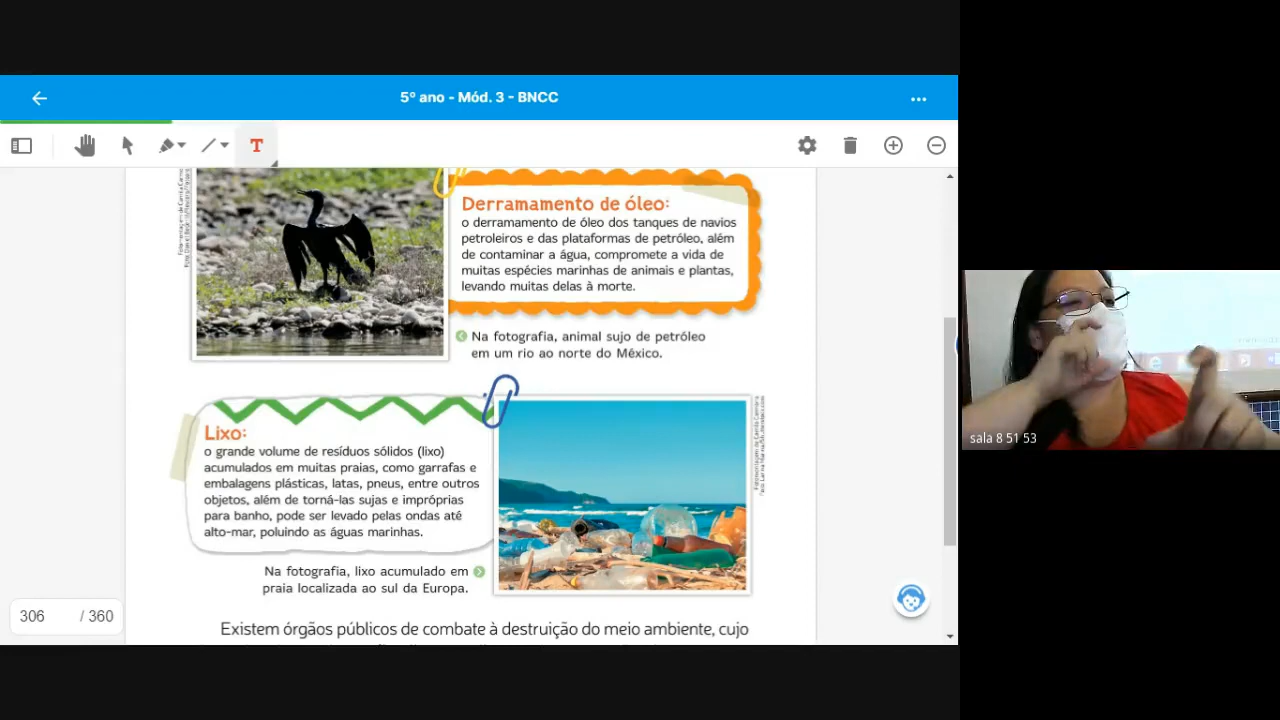 5º ano - Mód. 3 - BNCC
T
Derramamento de óleo:
o derramamento de óleo dos tanques de navios
petroleiros e das plataformas de petróleo, além
de contaminar a água, compromete a vida de
muitas espécies marinhas de animais e plantas,
levando muitas delas à morte.
Na fotografia, animal sujo de petróleo
em um rio ao norte do México.
Lixo:
o grande volume de resíduos sólidos (lixo)
acumulados em muitas praias, como garrafas e
embalagens plásticas, latas, pneus, entre outros
objetos, além de torná-las sujas e impróprias
para banho, pode ser levado pelas ondas até
alto-mar, poluindo as águas marinhas.
Na fotografia, lixo acumulado em
praia localizada ao sul da Europa.
Existem órgãos públicos de combate à destruição do meio ambiente, cujo
306 / 360
sala 8 51 53